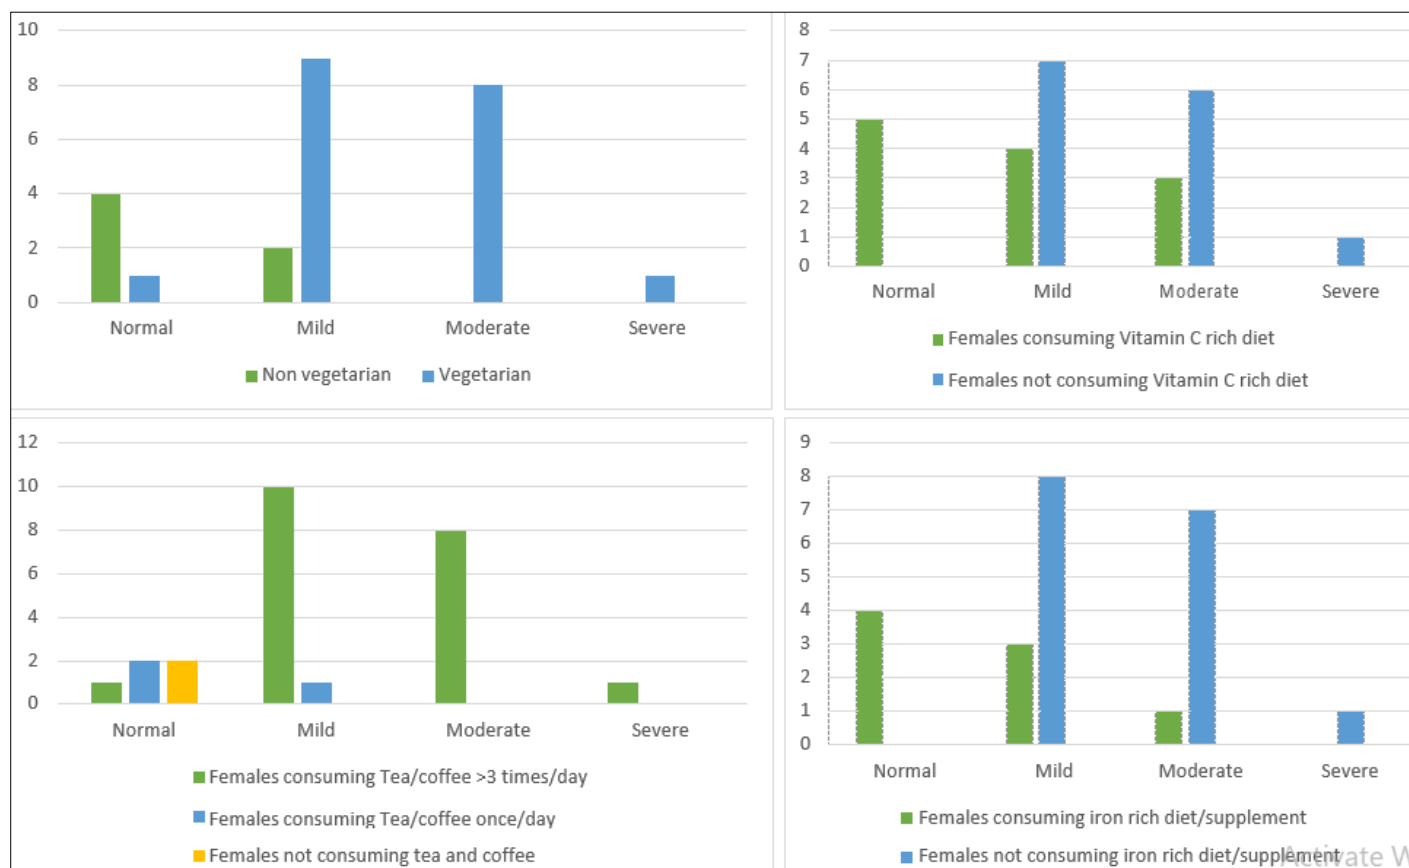 10
8
6
4
2
0
Normal Mild Moderate Severe
Non vegetarian Vegetarian
8
7
6
5
4
3
2
1
0
Normal Mild Moderate Severe
Females consuming Vitamin C rich diet
Females not consuming Vitamin C rich diet
12
10
8
6
4
2
0
Normal Mild Moderate Severe
Females consuming Tea/coffee >3 times/day
Females consuming Tea/coffee once/day
Females not consuming tea and coffee
9
8
7
6
5
4
3
2
1
0
Normal Mild Moderate Severe
Females consuming iron rich diet/supplement
Females not consuming iron rich diet/supplement
Activate W